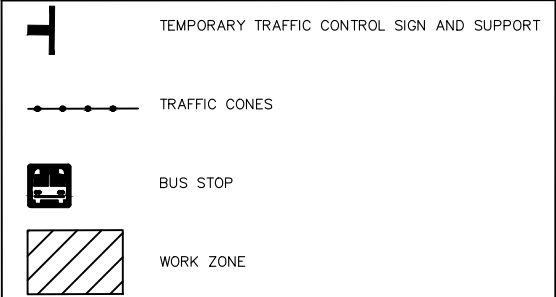 TEMPORARY TRAFFIC CONTROL SIGN AND SUPPORT
TRAFFIC CONES
BUS STOP
WORK ZONE